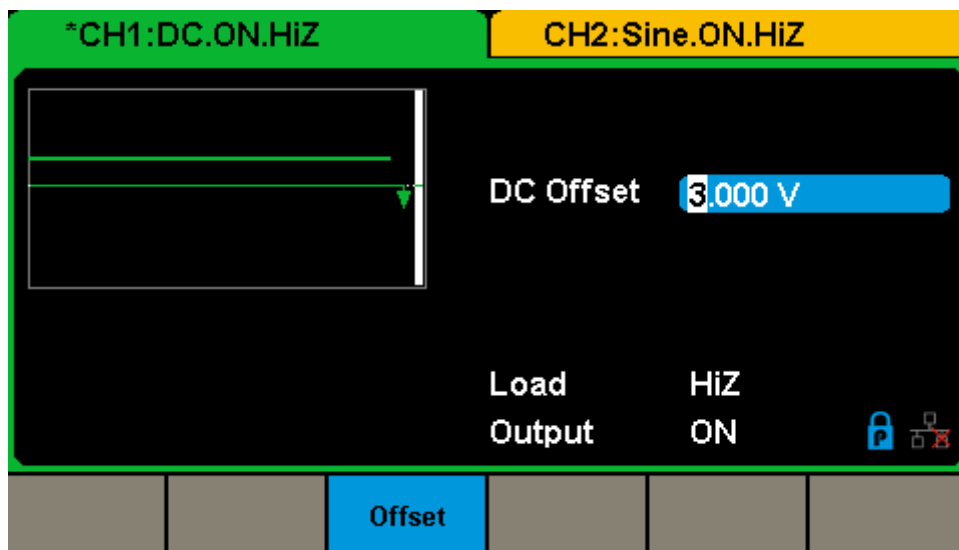 *CH1:DC.ON.HiZ CH2:Sine.ON.HiZ
DC Offset 3.000 V
Load HiZ
Output ON P
Offset